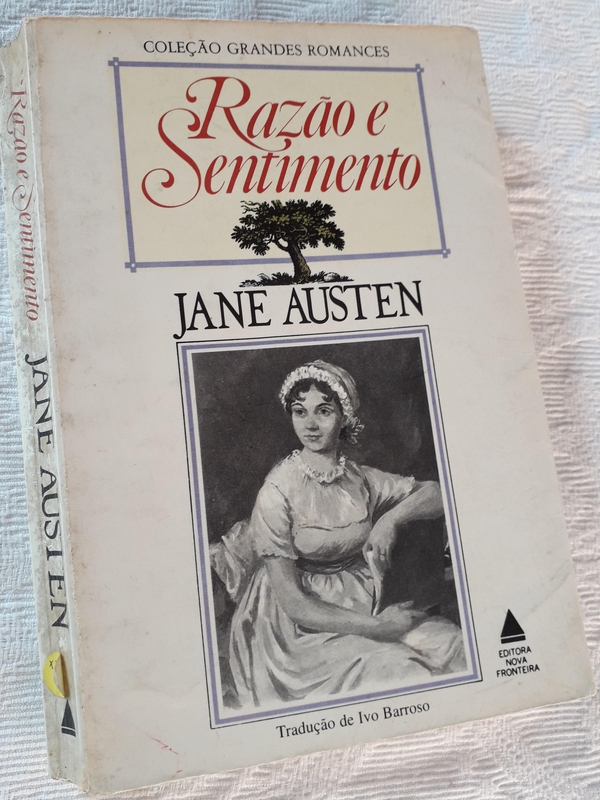 COLEÇÃO GRANDES ROMANCES
Razão e
Sentimento
JANE AUSTEN
EDITORA
NOVA
FRONTEIRA
Tradução de Ivo Barroso
Razão e Sentimento
JANE AUSTEN